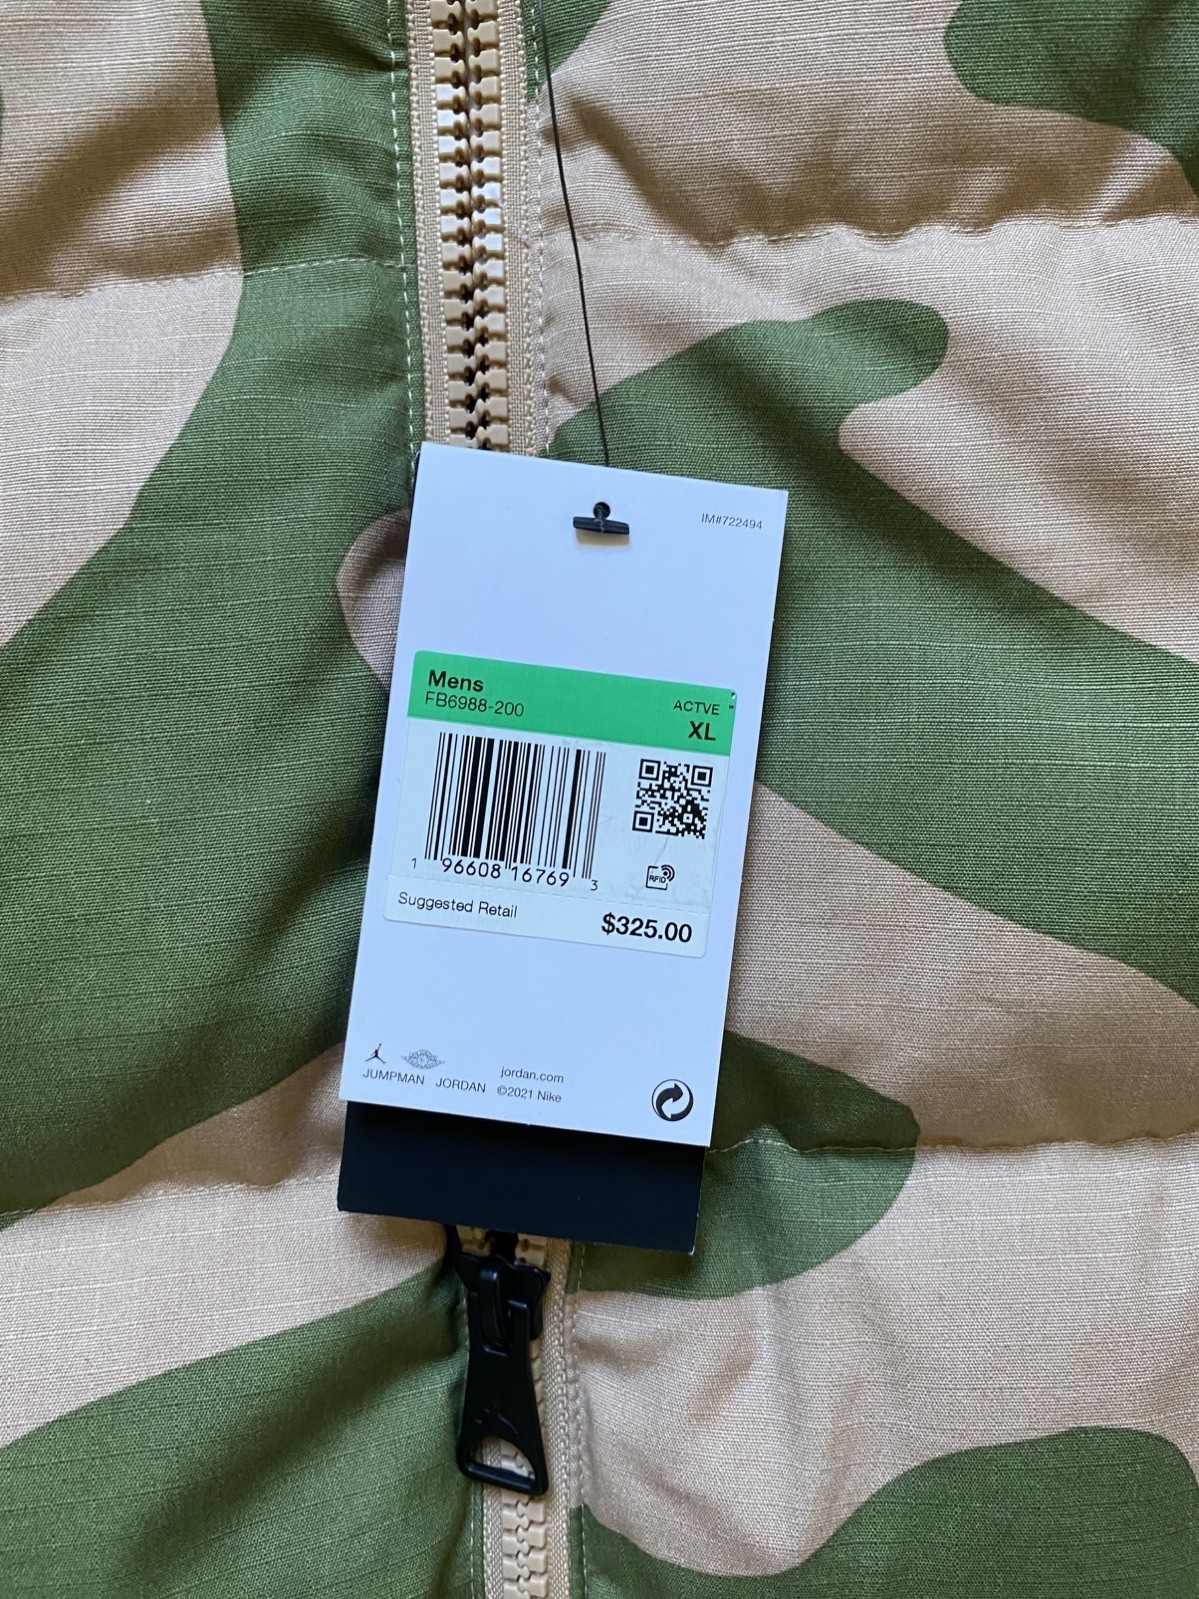 IM#722494
Mens
FB6988-200
ACTVE
XL
1 96608 16769 3
RFID
Suggested Retail
$325.00
JUMPMAN JORDAN
jordan.com
©2021 Nike